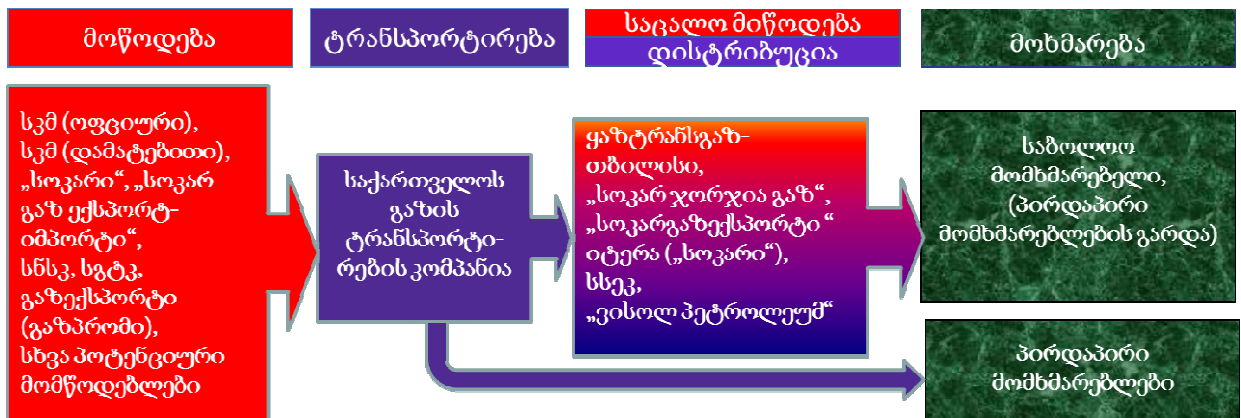 მოწოდება
ტრანსპორტირება
საცალო მიწოდება
დისტრიბუცია
მოხმარება
სკმ (ოფციური),
სკმ (დამატებითი),
„სოკარი“, „სოკარ
გაზ ექსპორტ-
იმპორტი“,
სნსკ, სგტკ,
გაზექსპორტი
(გაზპრომი),
სხვა პოტენციური
მომწოდებლები
საქართველოს
გაზის
ტრანსპორტი-
რების კომპანია
ყაზტრანსგაზ-
თბილისი,
„სოკარ ჯორჯია გაზ“,
„სოკარგაზექსპორტი“
იტერა („სოკარი“),
სსეკ,
„ვისოლ პეტროლეუმ“
საბოლოო
მომხმარებელი,
(პირდაპირი
მომხმარებლების გარდა)
პირდაპირი
მომხმარებლები